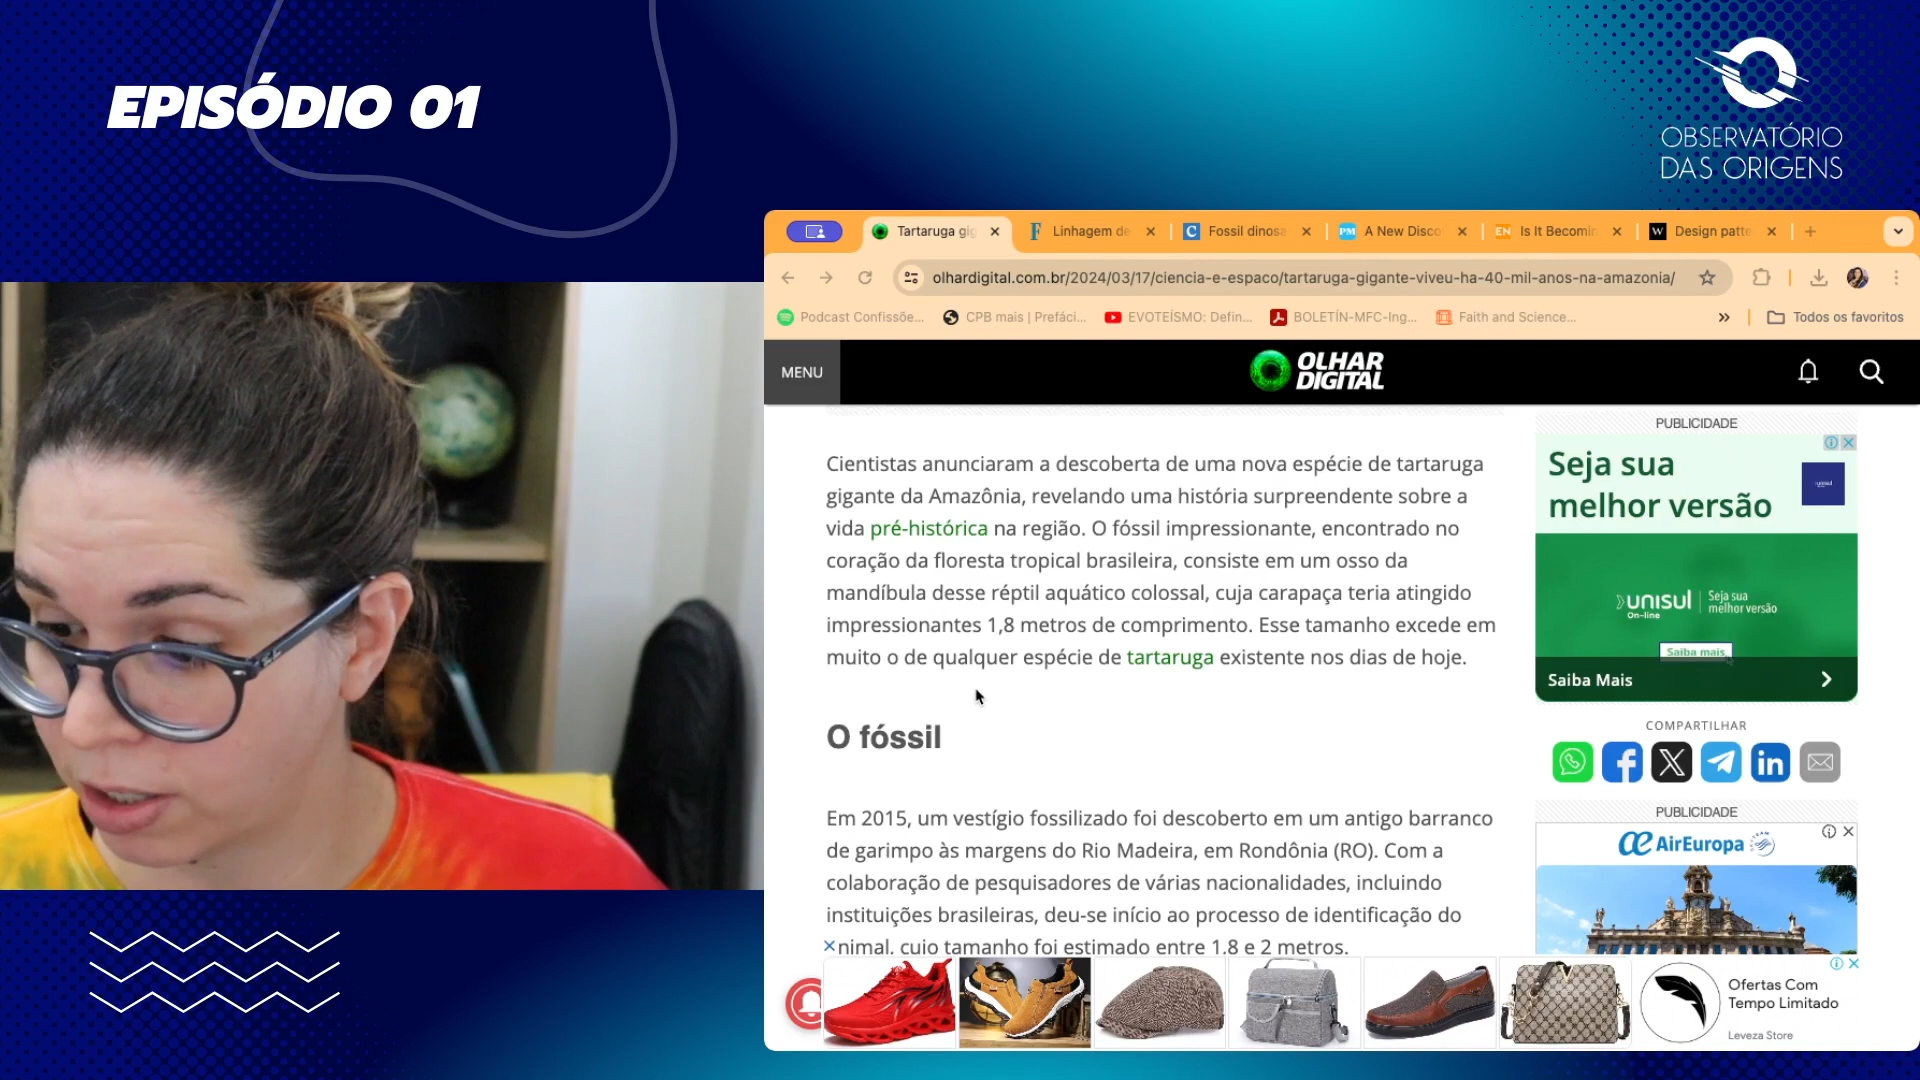 EPISÓDIO 01
OBSERVATÓRIO
DAS ORIGENS
Tartaruga gig
Linhagem de
Fossil dinosa
A New Disco
Is It Becomin
Design patte
olhardigital.com.br/2024/03/17/ciencia-e-espaco/tartaruga-gigante-viveu-ha-40-mil-anos-na-amazonia/
Podcast Confissõe...
CPB mais | Prefáci...
EVOTEÍSMO: Defin...
BOLETÍN-MFC-Ing...
Faith and Science...
Todos os favoritos
MENU
OLHAR
DIGITAL
Cientistas anunciaram a descoberta de uma nova espécie de tartaruga
gigante da Amazônia, revelando uma história surpreendente sobre a
vida pré-histórica na região. O fóssil impressionante, encontrado no
coração da floresta tropical brasileira, consiste em um osso da
mandíbula desse réptil aquático colossal, cuja carapaça teria atingido
impressionantes 1,8 metros de comprimento. Esse tamanho excede em
muito o de qualquer espécie de tartaruga existente nos dias de hoje.
O fóssil
Em 2015, um vestígio fossilizado foi descoberto em um antigo barranco
de garimpo às margens do Rio Madeira, em Rondônia (RO). Com a
colaboração de pesquisadores de várias nacionalidades, incluindo
instituições brasileiras, deu-se início ao processo de identificação do
nimal, cujo tamanho foi estimado entre 1,8 e 2 metros.
PUBLICIDADE
Seja sua
melhor versão
unisul
On-line
Seja sua
melhor versão
Saiba mais
Saiba Mais
COMPARTILHAR
PUBLICIDADE
AirEuropa
Ofertas Com
Tempo Limitado
Leveza Store